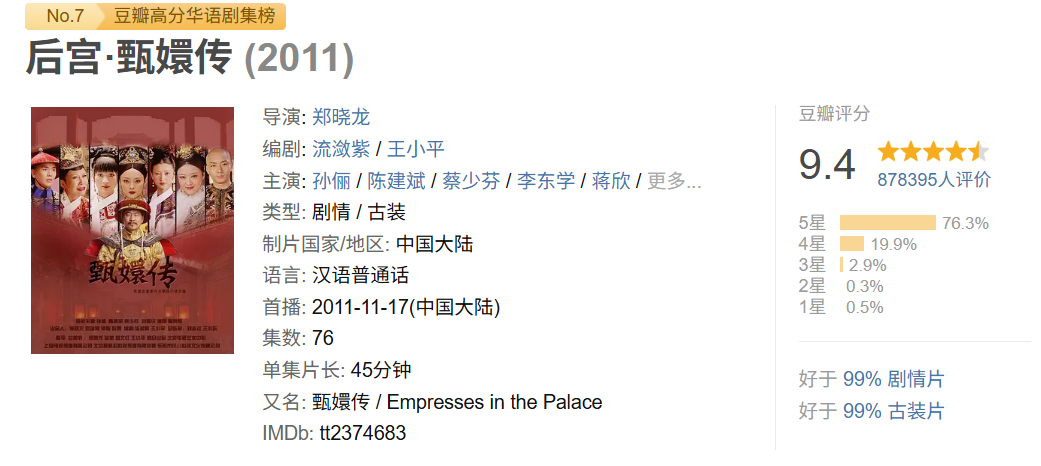 No.7 豆瓣高分华语剧集榜
后宫·甄嬛传 (2011)
甄嬛传
导演: 郑晓龙
编剧: 流潋紫 / 王小平
主演: 孙俪 / 陈建斌 / 蔡少芬 / 李东学 / 蒋欣 / 更多...
类型: 剧情 / 古装
制片国家/地区: 中国大陆
语言: 汉语普通话
首播: 2011-11-17(中国大陆)
集数: 76
单集片长: 45分钟
又名: 甄嬛传 / Empresses in the Palace
IMDb: tt2374683
豆瓣评分
9.4
878395人评价
5星 76.3%
4星 19.9%
3星 2.9%
2星 0.3%
1星 0.5%
好于 99% 剧情片
好于 99% 古装片